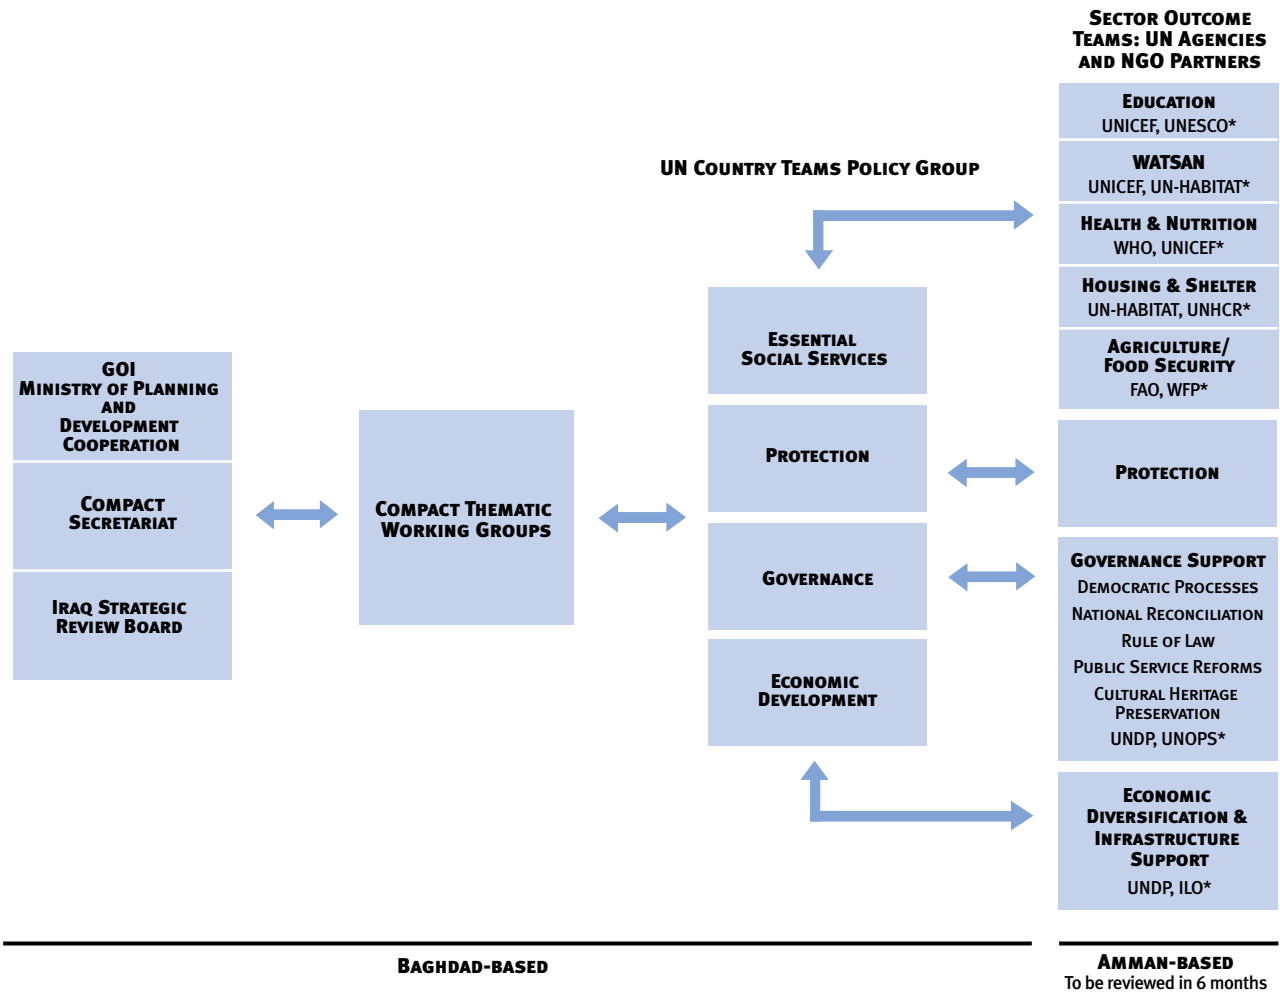 GOI
Ministry of Planning
and
Development
Cooperation
Compact
Secretariat
Iraq Strategic
Review Board
Compact Thematic
Working Groups
UN Country Teams Policy Group
Essential
Social Services
Protection
Governance
Economic
Development
Sector Outcome
Teams: UN Agencies
and NGO Partners
Education
UNICEF, UNESCO*
WATSAN
UNICEF, UN-HABITAT*
Health & Nutrition
WHO, UNICEF*
Housing & Shelter
UN-HABITAT, UNHCR*
Agriculture/
Food Security
FAO, WFP*
Protection
Governance Support
Democratic Processes
National Reconciliation
Rule of Law
Public Service Reforms
Cultural Heritage
Preservation
UNDP, UNOPS*
Economic
Diversification &
Infrastructure
Support
UNDP, ILO*
Baghdad-based
Amman-based
To be reviewed in 6 months